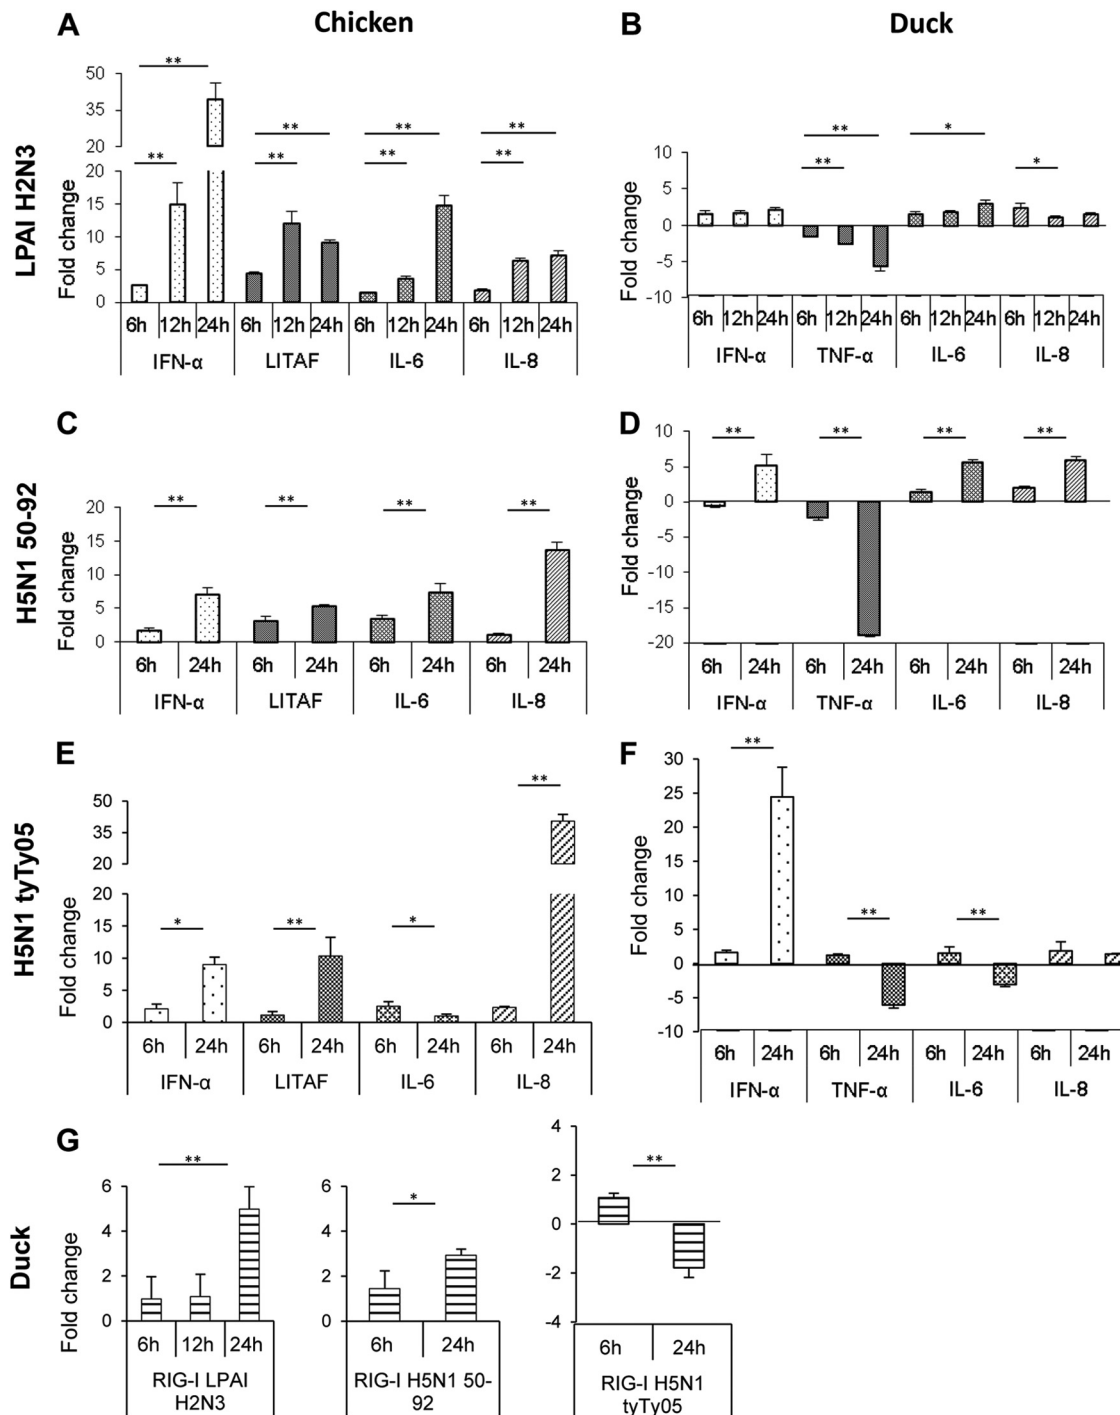 A Chicken B Duck
LPAI H2N3
Fold change
50
35
20
20
15
10
5
0
** ** ** ** ** ** ** **
6h 12h 24h 6h 12h 24h 6h 12h 24h 6h 12h 24h
IFN-α LITAF IL-6 IL-8
Fold change
10
5
0
-5
-10
** ** * *
6h 12h 24h 6h 12h 24h 6h 12h 24h 6h 12h 24h
IFN-α TNF-α IL-6 IL-8
C
H5N1 50-92
Fold change
20
15
10
5
0
** ** ** **
6h 24h 6h 24h 6h 24h 6h 24h
IFN-α LITAF IL-6 IL-8
D
Fold change
10
5
0
-5
-10
-15
-20
** ** ** **
6h 24h 6h 24h 6h 24h 6h 24h
IFN-α TNF-α IL-6 IL-8
E
H5N1 tyTy05
Fold change
50
35
20
20
15
10
5
0
* ** * **
6h 24h 6h 24h 6h 24h 6h 24h
IFN-α LITAF IL-6 IL-8
F
Fold change
30
25
20
15
10
5
0
-5
-10
** ** **
6h 24h 6h 24h 6h 24h 6h 24h
IFN-α TNF-α IL-6 IL-8
G
Duck
Fold change
6
4
2
0
**
6h 12h 24h
RIG-I LPAI
H2N3
6
4
2
0
*
6h 24h
RIG-I H5N1 50-
92
4
2
0
-2
-4
**
6h 24h
RIG-I H5N1
tyTy05